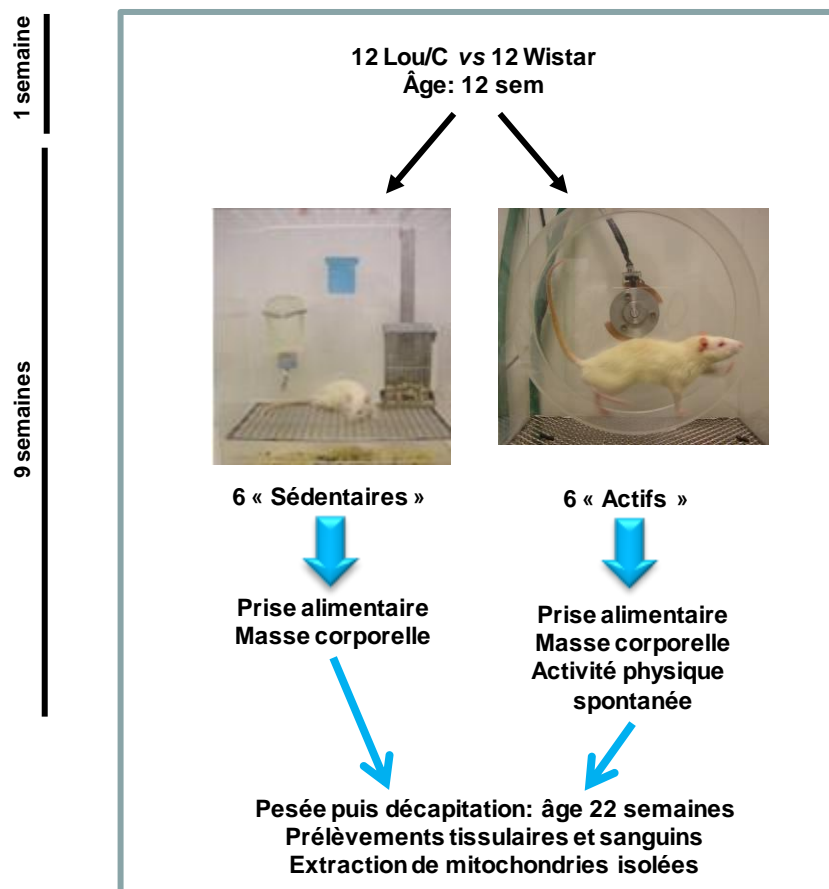 1 semaine
12 Lou/C vs 12 Wistar
Âge: 12 sem
9 semaines
6 « Sédentaires »
6 « Actifs »
Prise alimentaire
Masse corporelle
Prise alimentaire
Masse corporelle
Activité physique
spontanée
Pesée puis décapitation: âge 22 semaines
Prélèvements tissulaires et sanguins
Extraction de mitochondries isolées